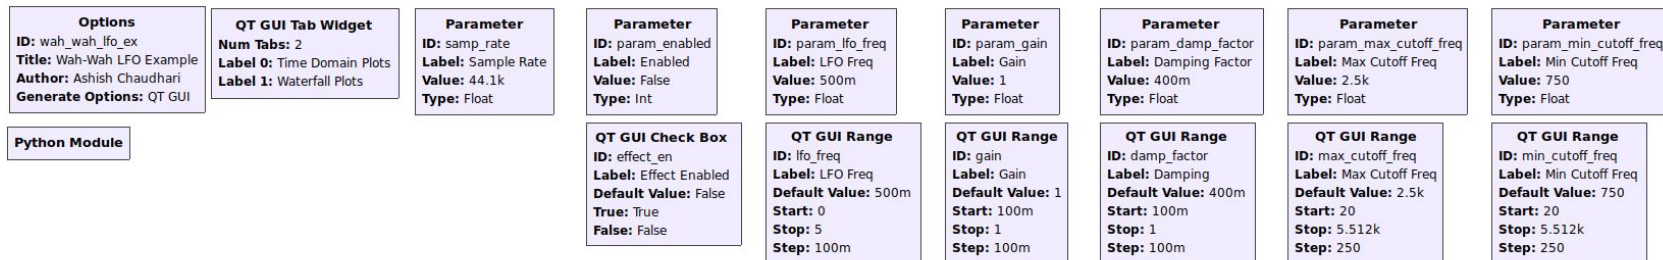 Options
ID: wah_wah_lfo_ex
Title: Wah-Wah LFO Example
Author: Ashish Chaudhari
Generate Options: QT GUI
QT GUI Tab Widget
Num Tabs: 2
Label 0: Time Domain Plots
Label 1: Waterfall Plots
Parameter
ID: samp_rate
Label: Sample Rate
Value: 44.1k
Type: Float
Parameter
ID: param_enabled
Label: Enabled
Value: False
Type: Int
Parameter
ID: param_lfo_freq
Label: LFO Freq
Value: 500m
Type: Float
Parameter
ID: param_gain
Label: Gain
Value: 1
Type: Float
Parameter
ID: param_damp_factor
Label: Damping Factor
Value: 400m
Type: Float
Parameter
ID: param_max_cutoff_freq
Label: Max Cutoff Freq
Value: 2.5k
Type: Float
Parameter
ID: param_min_cutoff_freq
Label: Min Cutoff Freq
Value: 750
Type: Float
Python Module
QT GUI Check Box
ID: effect_en
Label: Effect Enabled
Default Value: False
True: True
False: False
QT GUI Range
ID: lfo_freq
Label: LFO Freq
Default Value: 500m
Start: 0
Stop: 5
Step: 100m
QT GUI Range
ID: gain
Label: Gain
Default Value: 1
Start: 100m
Stop: 1
Step: 100m
QT GUI Range
ID: damp_factor
Label: Damping
Default Value: 400m
Start: 100m
Stop: 1
Step: 100m
QT GUI Range
ID: max_cutoff_freq
Label: Max Cutoff Freq
Default Value: 2.5k
Start: 20
Stop: 5.512k
Step: 250
QT GUI Range
ID: min_cutoff_freq
Label: Min Cutoff Freq
Default Value: 750
Start: 20
Stop: 5.512k
Step: 250